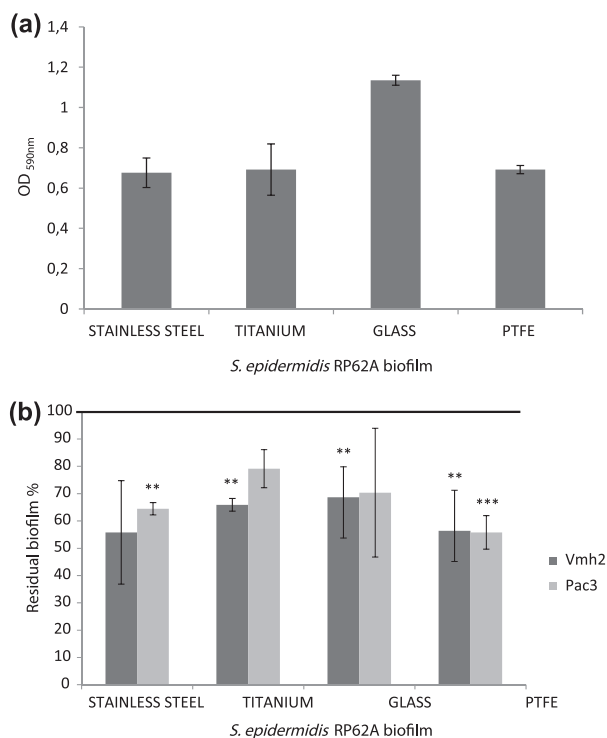 (a)
1,4
1,2
1
0,8
0,6
0,4
0,2
0
OD 590nm
STAINLESS STEEL TITANIUM GLASS PTFE
S. epidermidis RP62A biofilm
(b)
100
90
80
70
60
50
40
30
20
10
0
Residual biofilm %
** ** ** ** ***
Vmh2
Pac3
STAINLESS STEEL TITANIUM GLASS PTFE
S. epidermidis RP62A biofilm